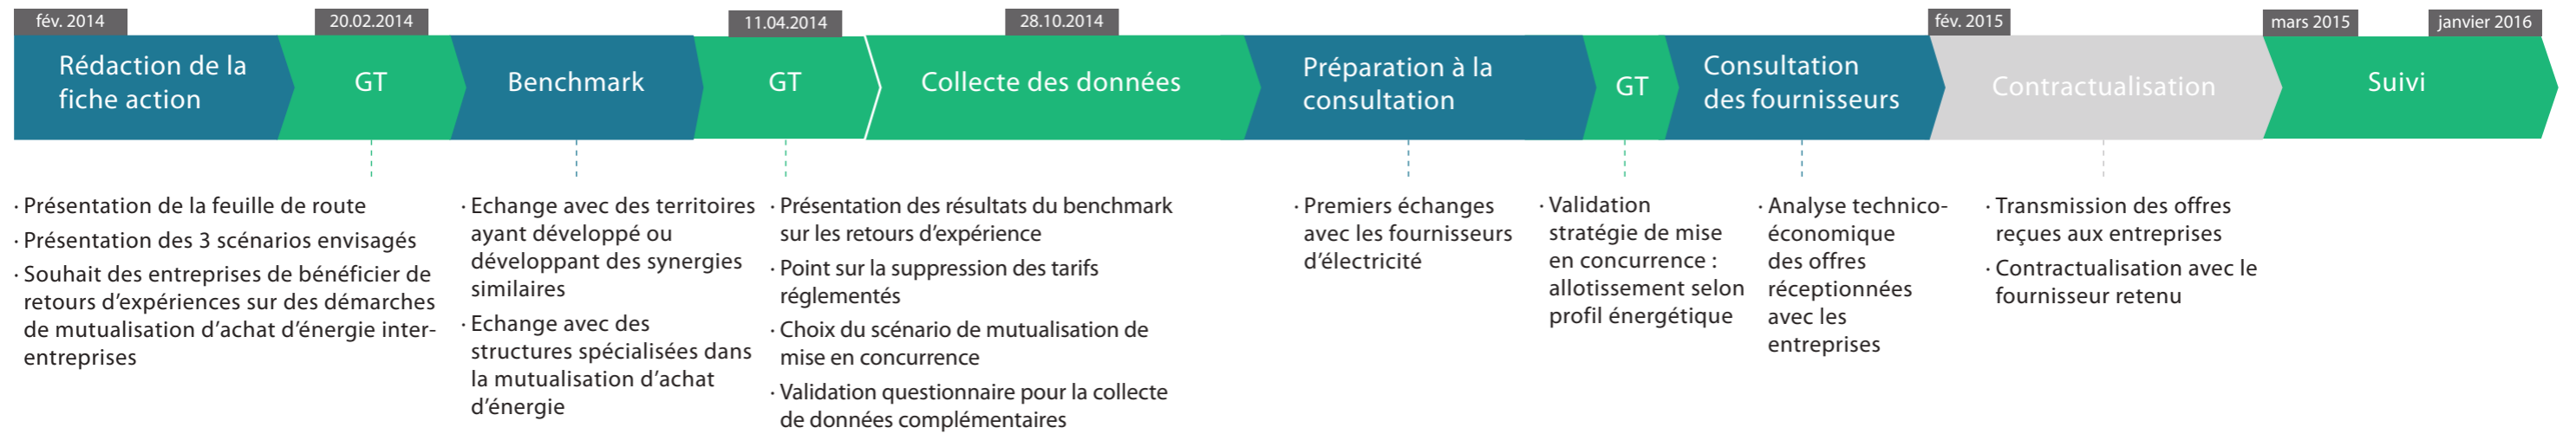 fév. 2014
20.02.2014
11.04.2014
28.10.2014
fév. 2015
mars 2015
janvier 2016
Rédaction de la
fiche action
GT
Benchmark
GT
Collecte des données
Préparation à la
consultation
GT
Consultation
des fournisseurs
Contractualisation
Suivi
· Présentation de la feuille de route
· Présentation des 3 scénarios envisagés
· Souhait des entreprises de bénéficier de
retours d’expériences sur des démarches
de mutualisation d’achat d’énergie inter-
entreprises
· Echange avec des territoires
ayant développé ou
développant des synergies
similaires
· Echange avec des
structures spécialisées dans
la mutualisation d’achat
d’énergie
· Présentation des résultats du benchmark
sur les retours d’expérience
· Point sur la suppression des tarifs
réglementés
· Choix du scénario de mutualisation de
mise en concurrence
· Validation questionnaire pour la collecte
de données complémentaires
· Premiers échanges
avec les fournisseurs
d’électricité
· Validation
stratégie de mise
en concurrence :
allotissement selon
profil énergétique
· Analyse technico-
économique
des offres
réceptionnées
avec les
entreprises
· Transmission des offres
reçues aux entreprises
· Contractualisation avec le
fournisseur retenu